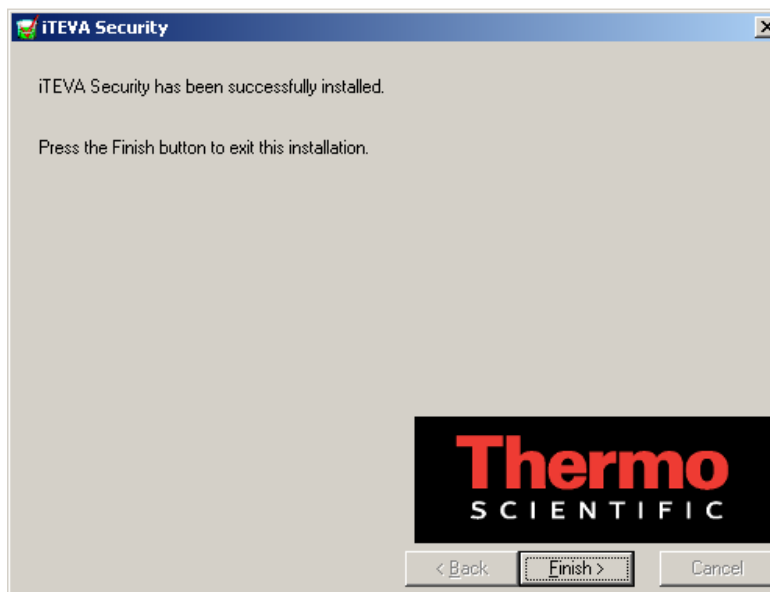 iTEVA Security
iTEVA Security has been successfully installed.
Press the Finish button to exit this installation.
Thermo
SCIENTIFIC
< Back Finish > Cancel